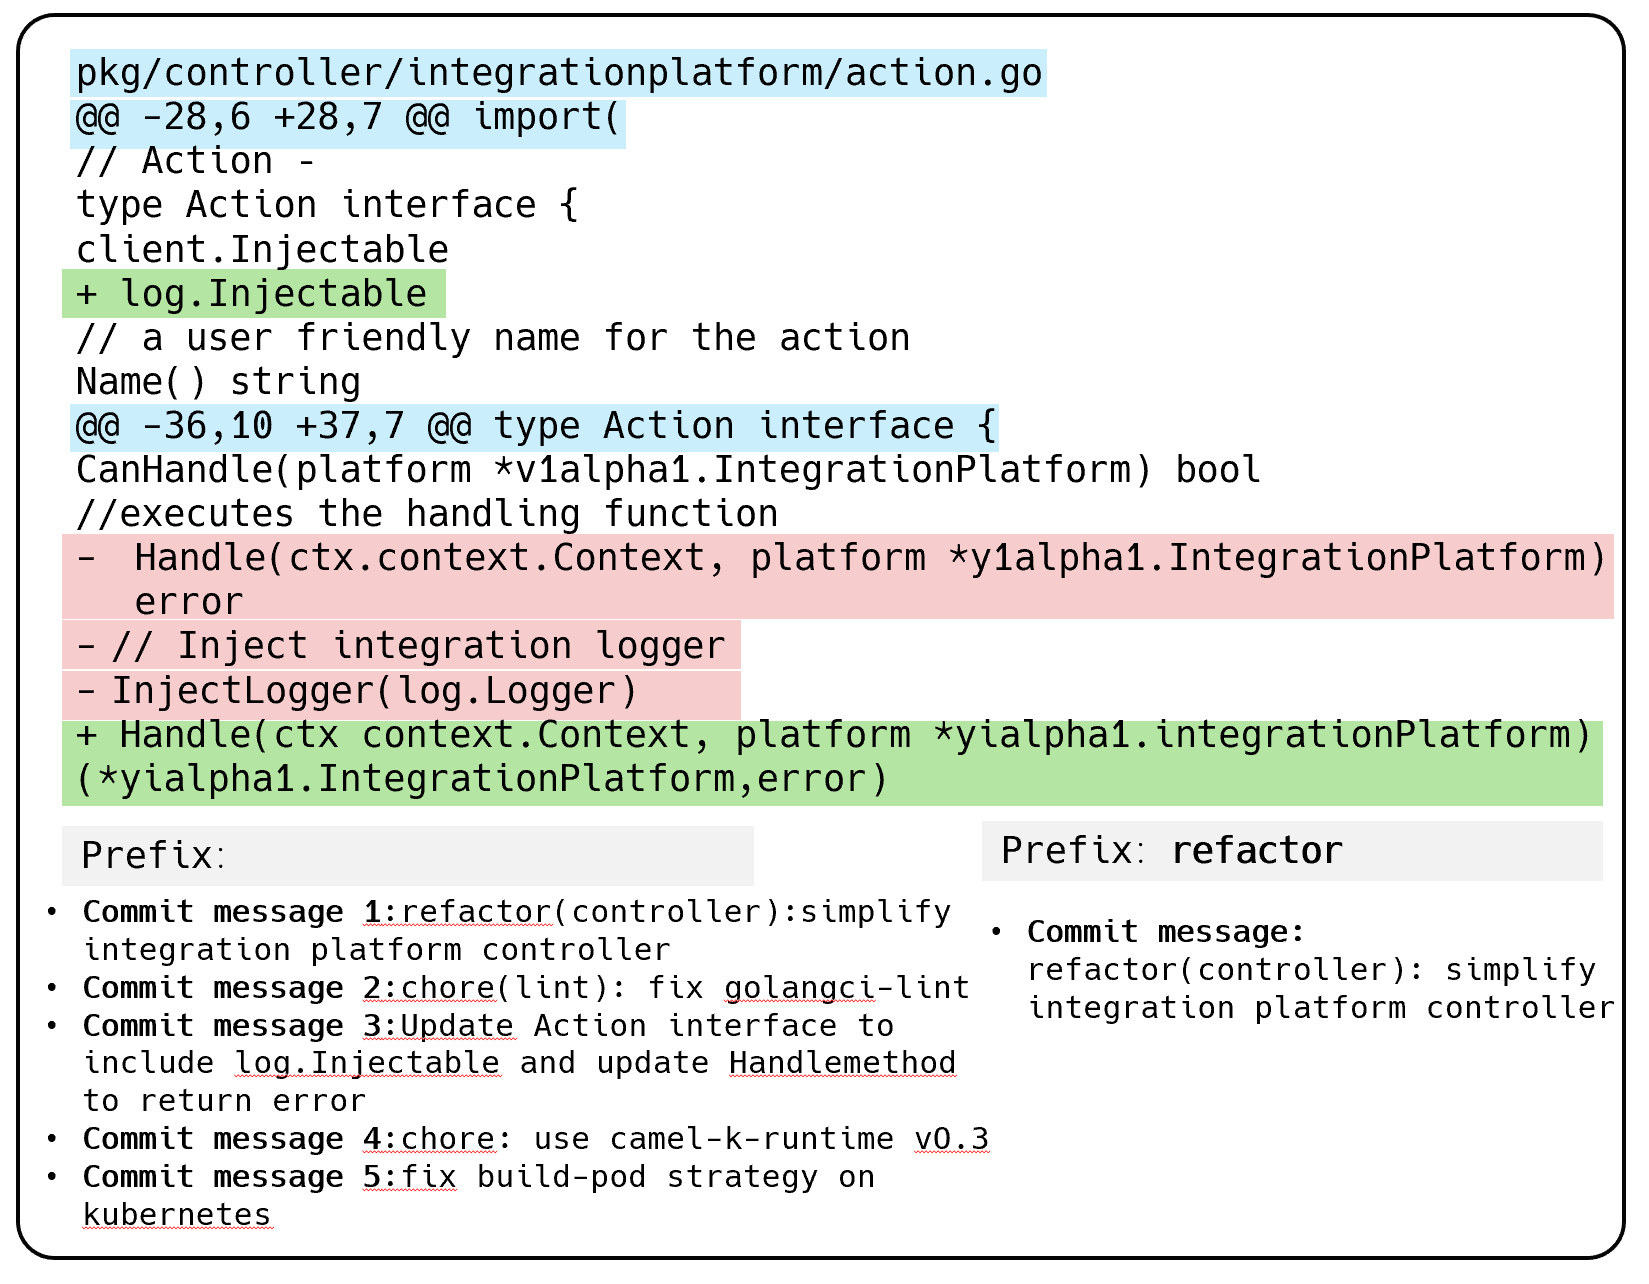 pkg/controller/integrationplatform/action.go
@@ -28,6 +28,7 @@ import(
// Action -
type Action interface {
client.Injectable
+ log.Injectable
// a user friendly name for the action
Name() string
@@ -36,10 +37,7 @@ type Action interface {
CanHandle(platform *v1alpha1.IntegrationPlatform) bool
//executes the handling function
- Handle(ctx.context.Context, platform *y1alpha1.IntegrationPlatform)
error
- // Inject integration logger
- InjectLogger(log.Logger)
+ Handle(ctx context.Context, platform *yialpha1.integrationPlatform)
(*yialpha1.IntegrationPlatform,error)
Prefix:
• Commit message 1:refactor(controller):simplify
integration platform controller
• Commit message 2:chore(lint): fix golangci-lint
• Commit message 3:Update Action interface to
include log.Injectable and update Handlemethod
to return error
• Commit message 4:chore: use camel-k-runtime v0.3
• Commit message 5:fix build-pod strategy on
kubernetes
Prefix: refactor
• Commit message:
refactor(controller): simplify
integration platform controller